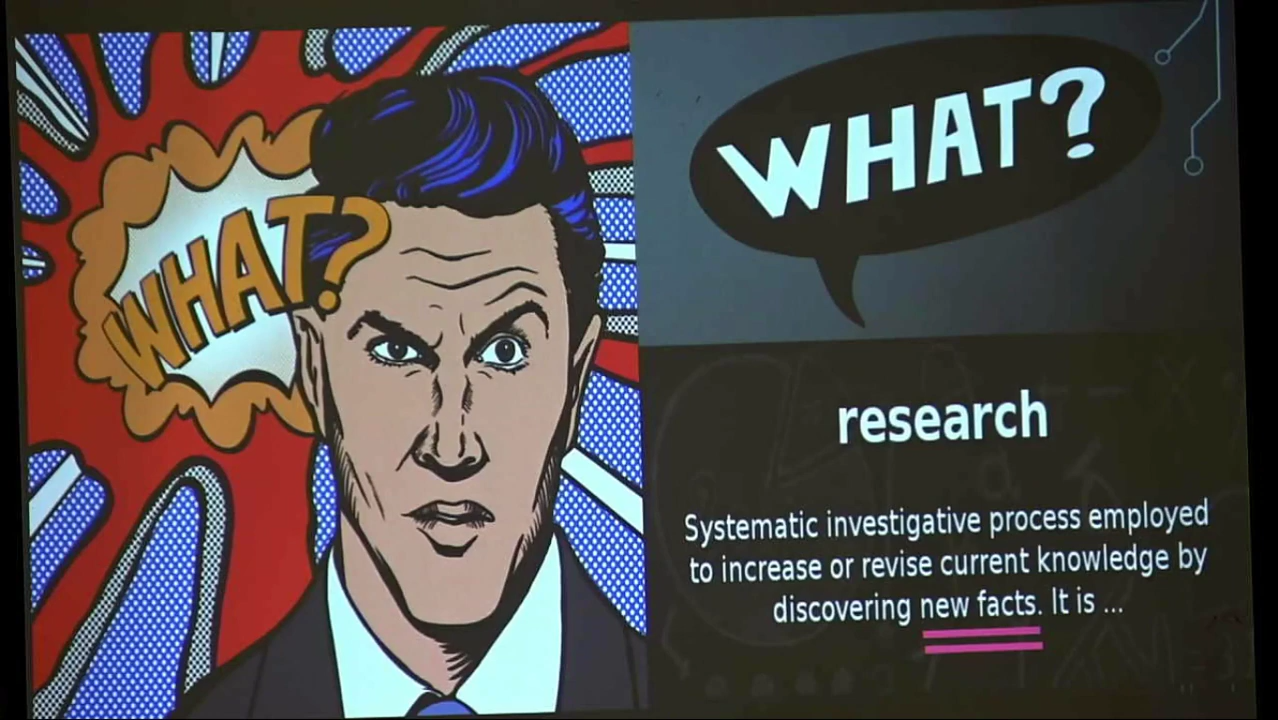 WHAT?
WHAT?
research
Systematic investigative process employed
to increase or revise current knowledge by
discovering new facts. It is ...